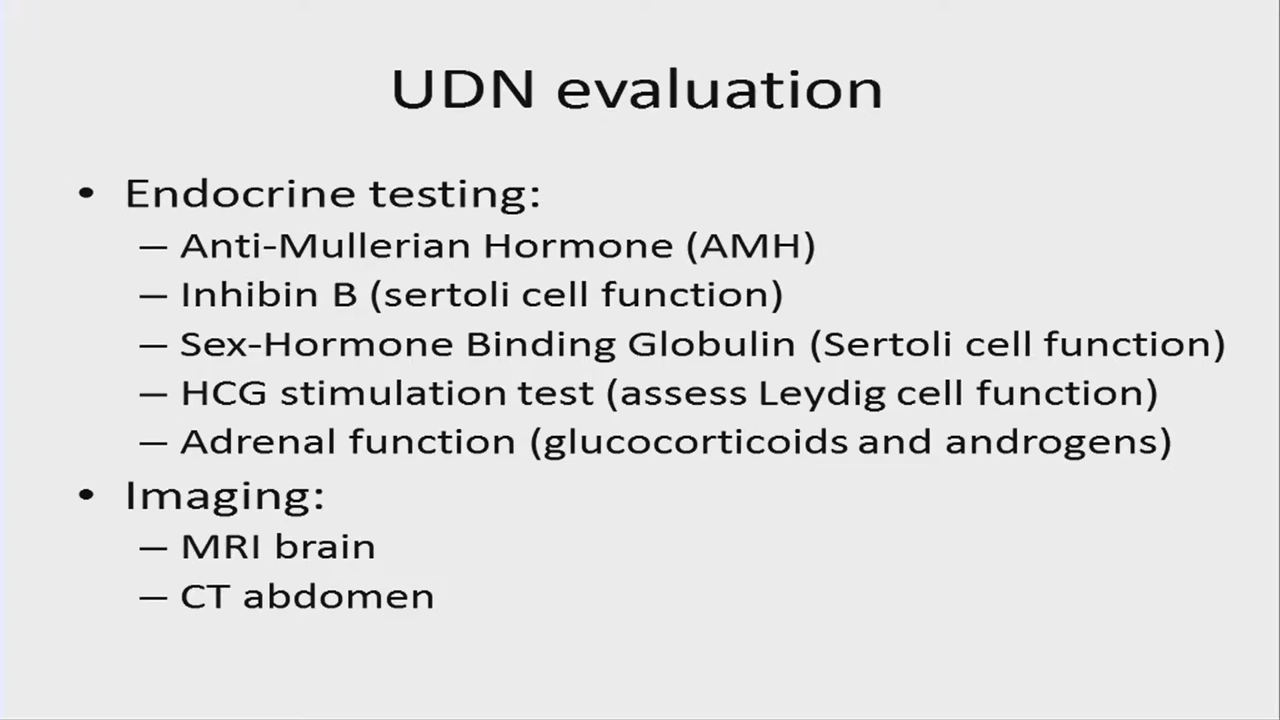 UDN evaluation
• Endocrine testing:
– Anti-Mullerian Hormone (AMH)
– Inhibin B (sertoli cell function)
– Sex-Hormone Binding Globulin (Sertoli cell function)
– HCG stimulation test (assess Leydig cell function)
– Adrenal function (glucocorticoids and androgens)
• Imaging:
– MRI brain
– CT abdomen